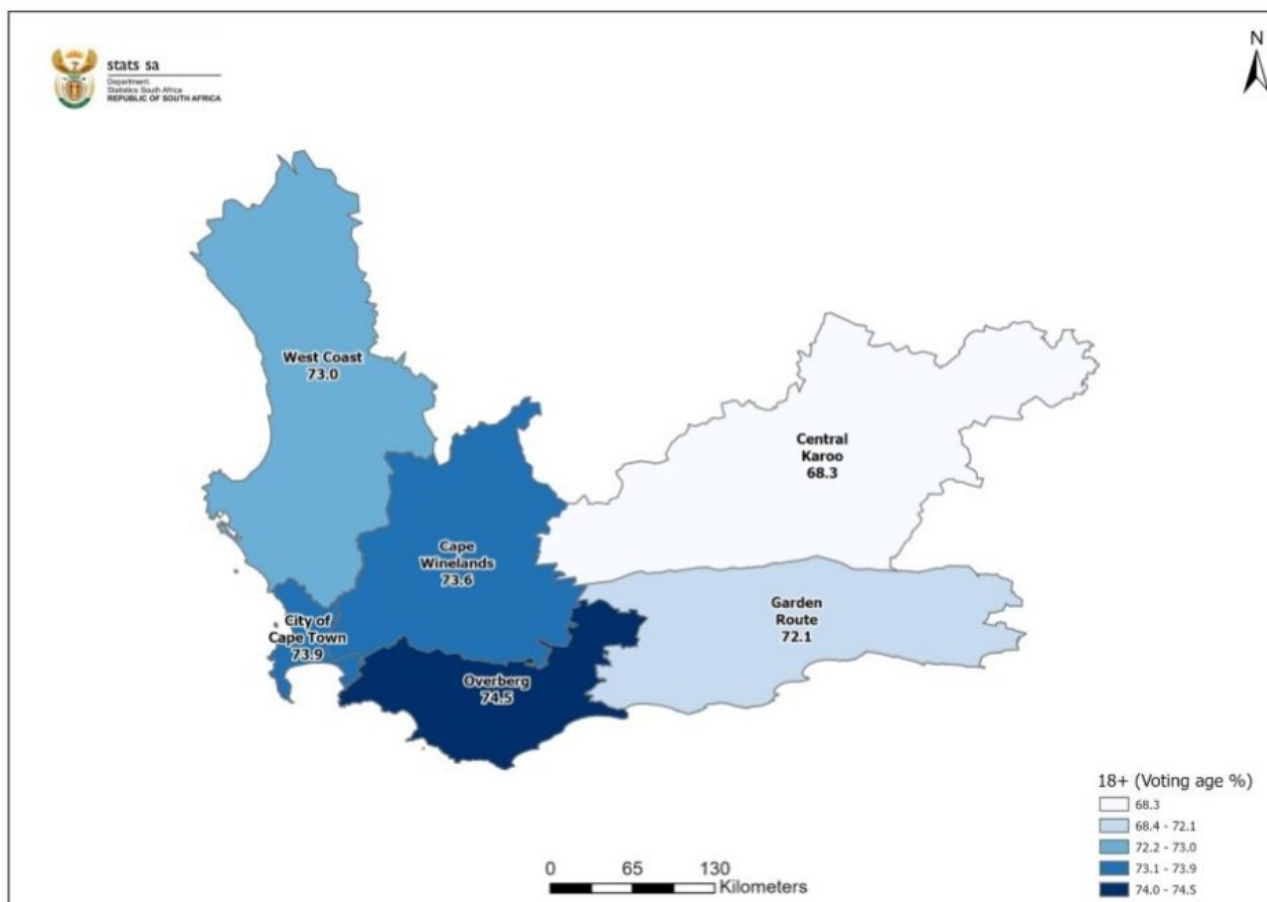 stats sa
Department:
Statistics South Africa
REPUBLIC OF SOUTH AFRICA
N
West Coast
73.0
Central
Karoo
68.3
Cape
Winelands
73.6
City of
Cape Town
73.9
Garden
Route
72.1
Overberg
74.5
18+ (Voting age %)
68.3
68.4 - 72.1
72.2 - 73.0
73.1 - 73.9
74.0 - 74.5
0 65 130
Kilometers